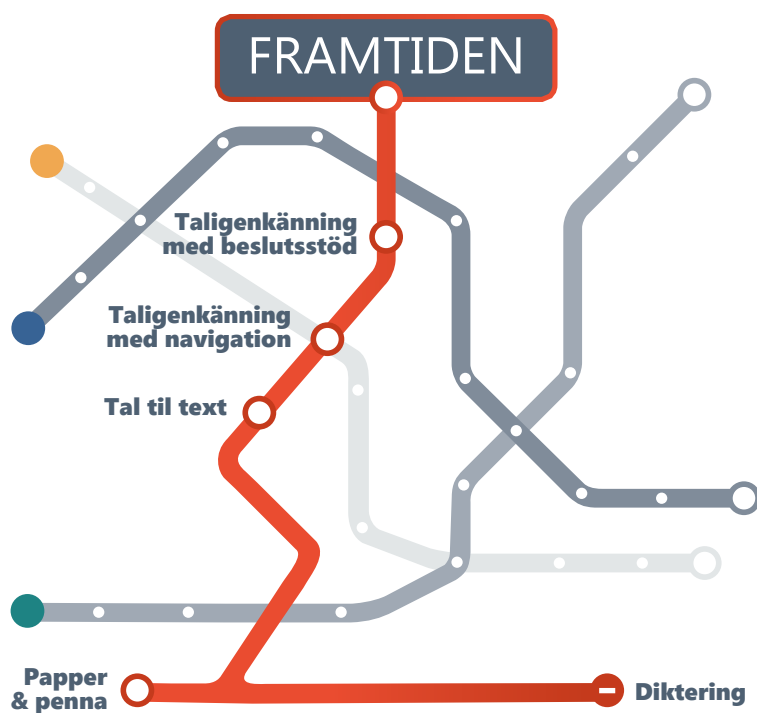 FRAMTIDEN
Taligenkänning
med beslutsstöd
Taligenkänning
med navigation
Tal til text
Papper
& penna
Diktering